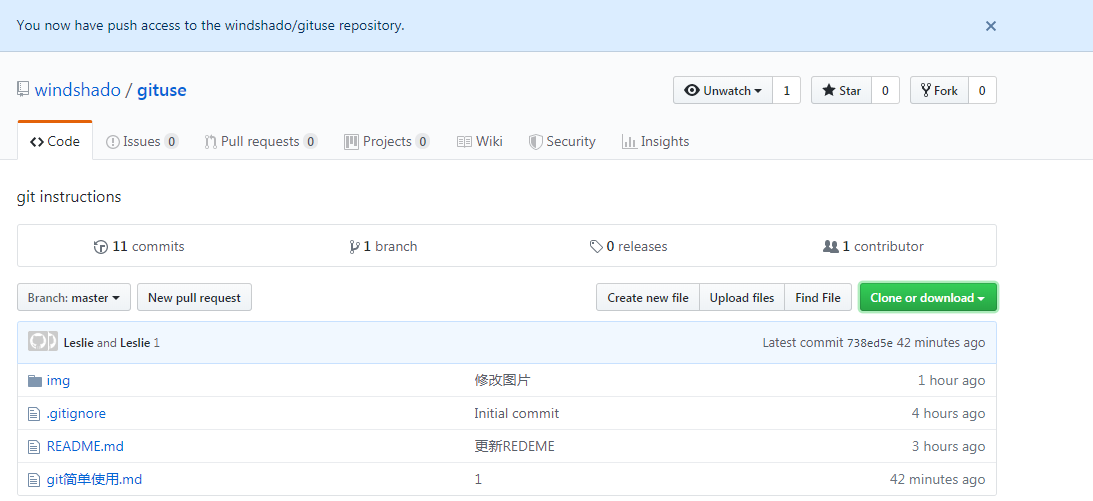 You now have push access to the windshado/gituse repository. ×
windshado / gituse Unwatch 1 Star 0 Fork 0
Code Issues 0 Pull requests 0 Projects 0 Wiki Security Insights
git instructions
11 commits 1 branch 0 releases 1 contributor
Branch: master New pull request Create new file Upload files Find File Clone or download
Leslie and Leslie 1 Latest commit 738ed5e 42 minutes ago
img 修改图片 1 hour ago
.gitignore Initial commit 4 hours ago
README.md 更新REDEME 3 hours ago
git简单使用.md 1 42 minutes ago